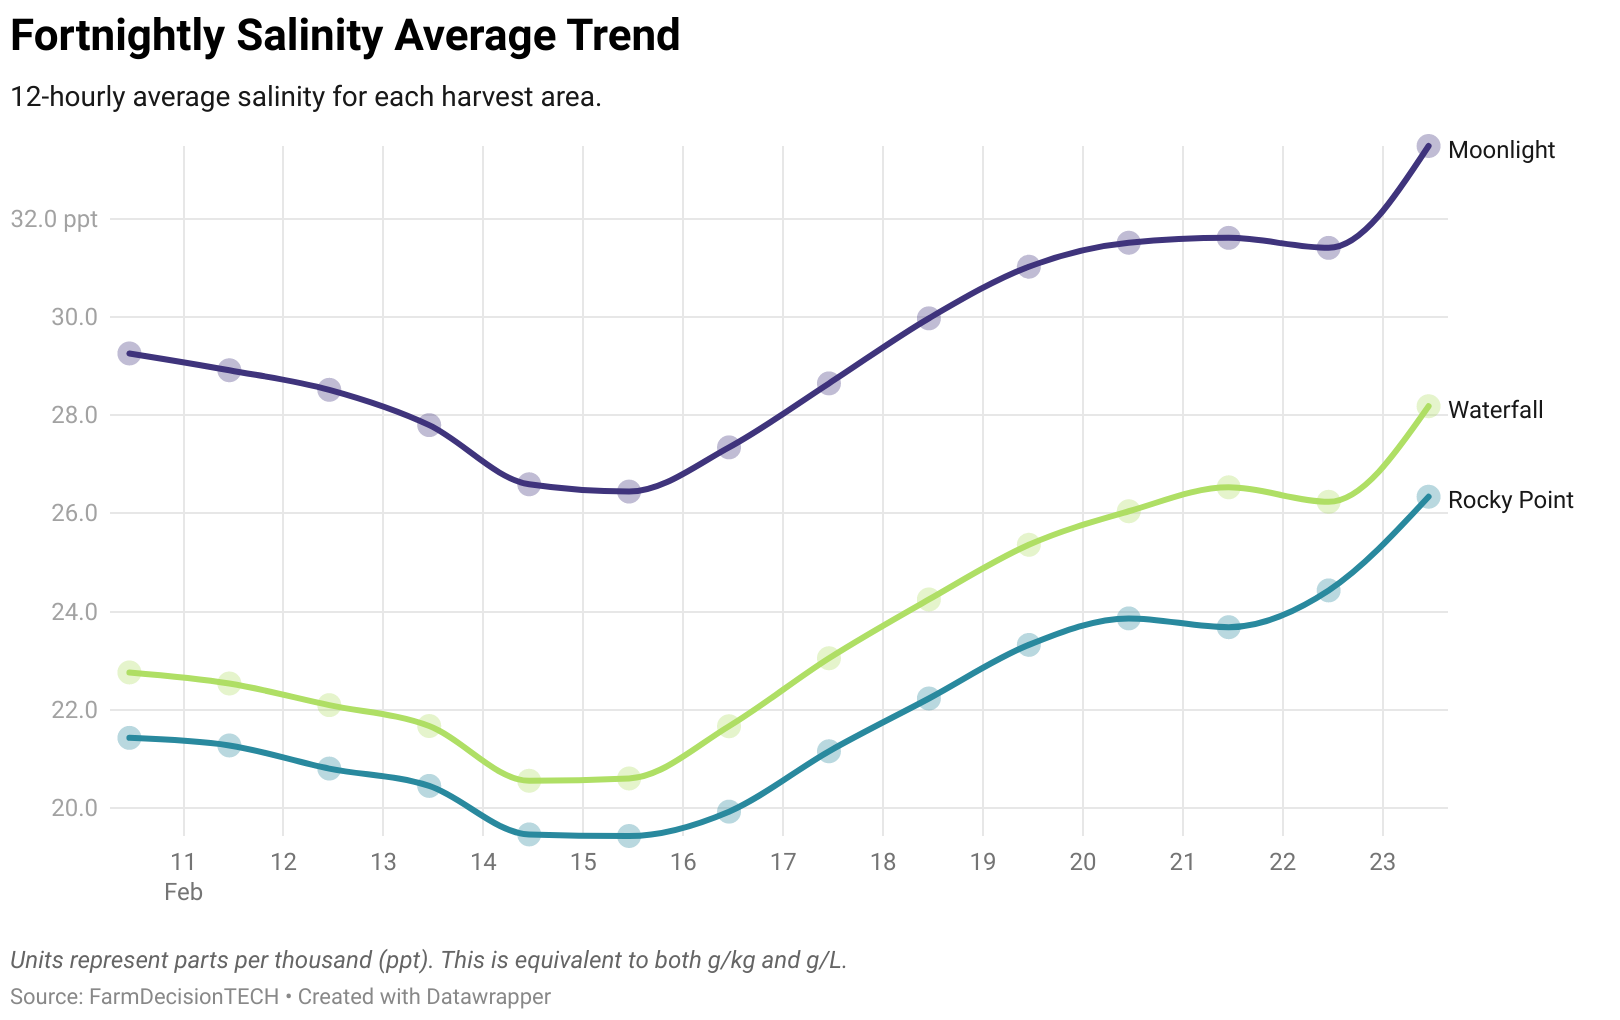 Fortnightly Salinity Average Trend
12-hourly average salinity for each harvest area.
Moonlight
32.0 ppt
30.0
28.0
Waterfall
26.0
Rocky Point
24.0
22.0
20.0
11 12 13 14 15 16 17 18 19 20 21 22 23
Feb
Units represent parts per thousand (ppt). This is equivalent to both g/kg and g/L.
Source: FarmDecisionTECH • Created with Datawrapper